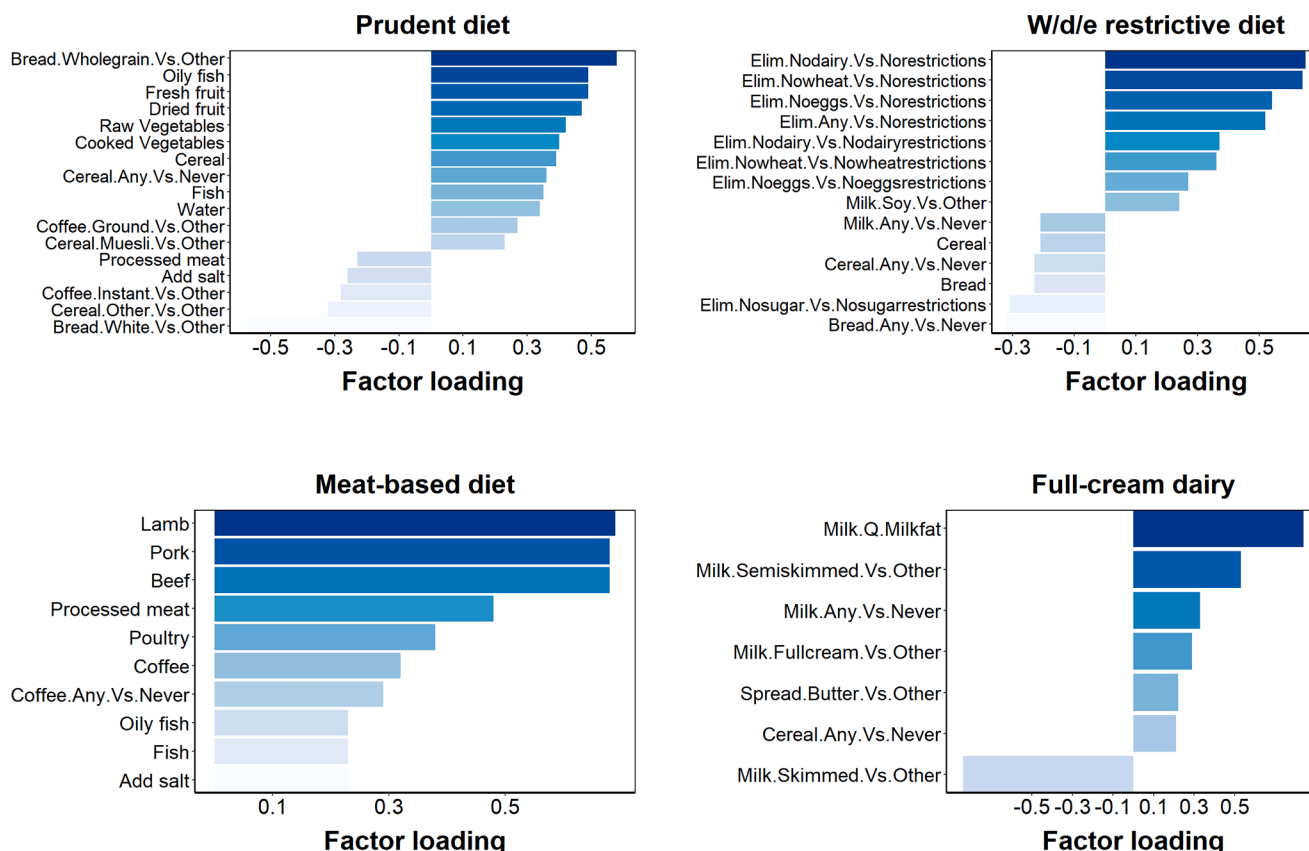 Prudent diet
Bread.Wholegrain.Vs.Other
Oily fish
Fresh fruit
Dried fruit
Raw Vegetables
Cooked Vegetables
Cereal
Cereal.Any.Vs.Never
Fish
Water
Coffee.Ground.Vs.Other
Cereal.Muesli.Vs.Other
Processed meat
Add salt
Coffee.Instant.Vs.Other
Cereal.Other.Vs.Other
Bread.White.Vs.Other
-0.5 -0.3 -0.1 0.1 0.3 0.5
Factor loading
W/d/e restrictive diet
Elim.Nodairy.Vs.Norestrictions
Elim.Nowheat.Vs.Norestrictions
Elim.Noeggs.Vs.Norestrictions
Elim.Any.Vs.Norestrictions
Elim.Nodairy.Vs.Nodairyrestrictions
Elim.Nowheat.Vs.Nowheatrestrictions
Elim.Noeggs.Vs.Noeggsrestrictions
Milk.Soy.Vs.Other
Milk.Any.Vs.Never
Cereal
Cereal.Any.Vs.Never
Bread
Elim.Nosugar.Vs.Nosugarrestrictions
Bread.Any.Vs.Never
-0.3 -0.1 0.1 0.3 0.5
Factor loading
Meat-based diet
Lamb
Pork
Beef
Processed meat
Poultry
Coffee
Coffee.Any.Vs.Never
Oily fish
Fish
Add salt
0.1 0.3 0.5
Factor loading
Full-cream dairy
Milk.Q.Milkfat
Milk.Semiskimmed.Vs.Other
Milk.Any.Vs.Never
Milk.Fullcream.Vs.Other
Spread.Butter.Vs.Other
Cereal.Any.Vs.Never
Milk.Skimmed.Vs.Other
-0.5 -0.3 -0.1 0.1 0.3 0.5
Factor loading